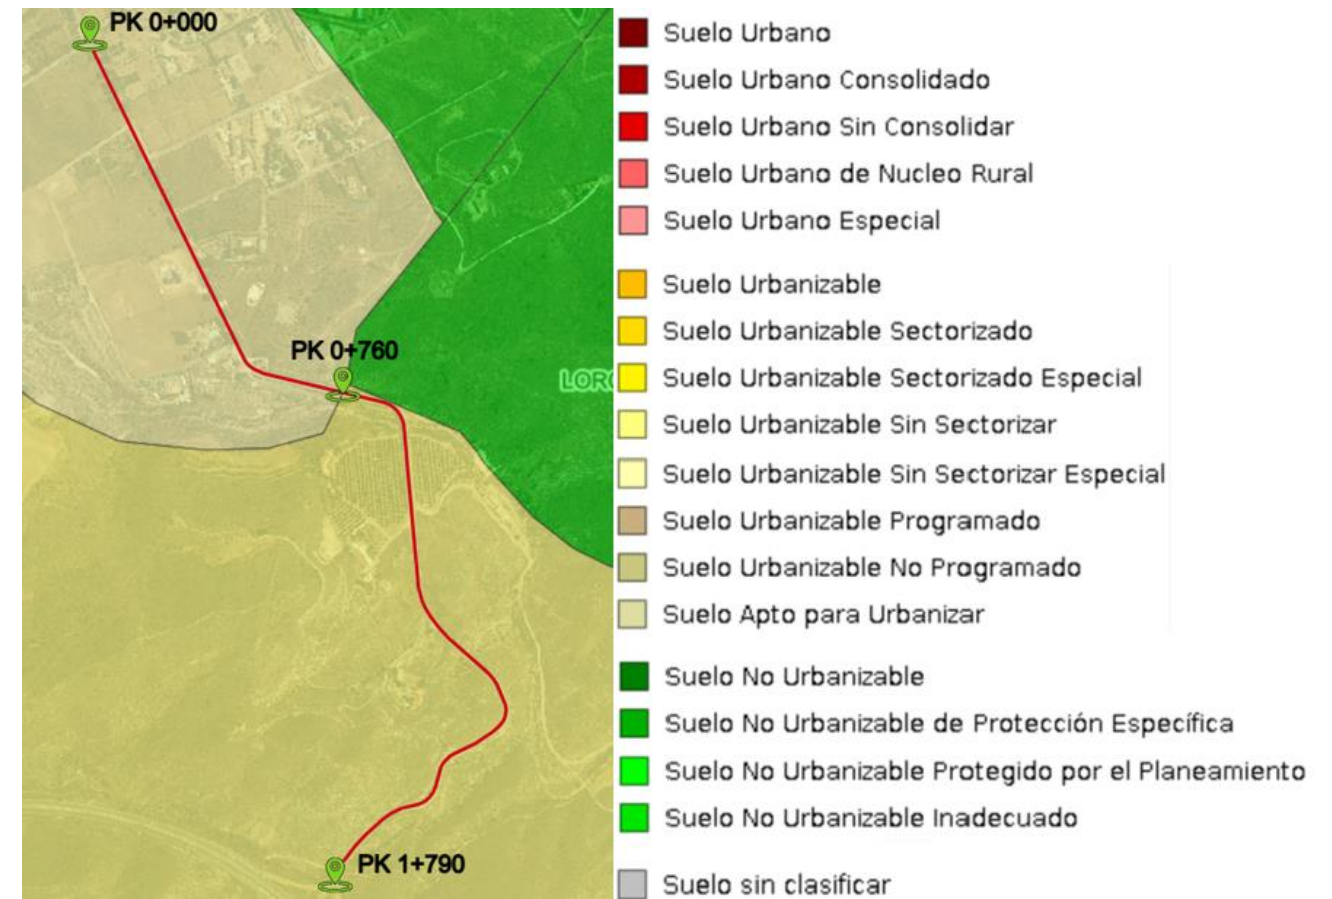 PK 0+000
PK 0+760
PK 1+790
Suelo Urbano
Suelo Urbano Consolidado
Suelo Urbano Sin Consolidar
Suelo Urbano de Nucleo Rural
Suelo Urbano Especial
Suelo Urbanizable
Suelo Urbanizable Sectorizado
Suelo Urbanizable Sectorizado Especial
Suelo Urbanizable Sin Sectorizar
Suelo Urbanizable Sin Sectorizar Especial
Suelo Urbanizable Programado
Suelo Urbanizable No Programado
Suelo Apto para Urbanizar
Suelo No Urbanizable
Suelo No Urbanizable de Protección Específica
Suelo No Urbanizable Protegido por el Planeamiento
Suelo No Urbanizable Inadecuado
Suelo sin clasificar